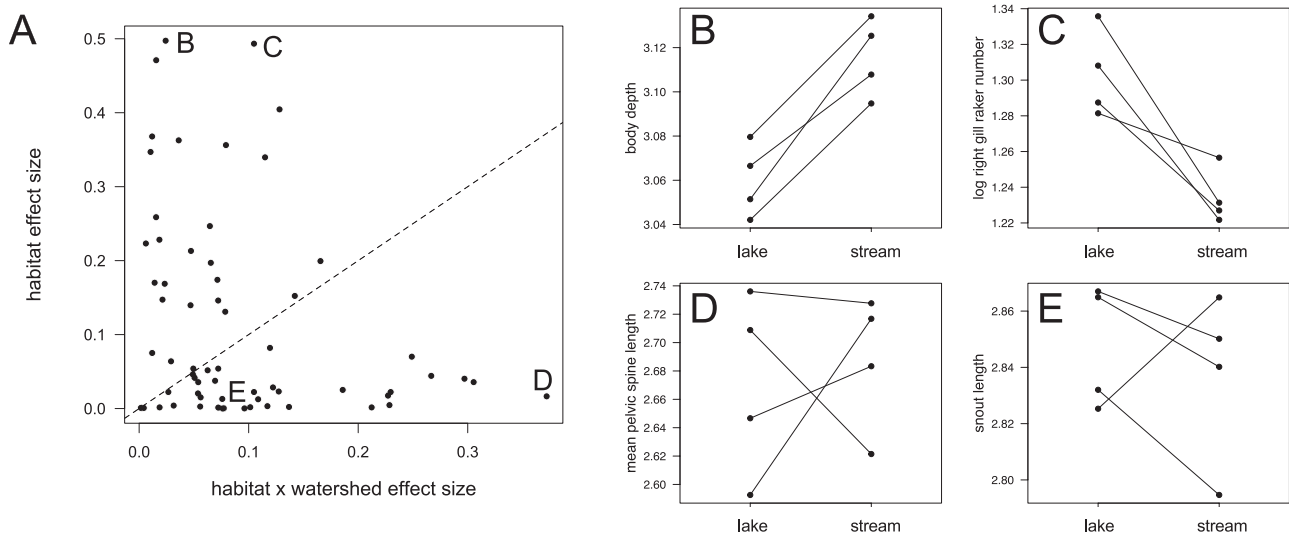 A
habitat effect size
0.5
0.4
0.3
0.2
0.1
0.0
B
C
D
E
0.0 0.1 0.2 0.3
habitat x watershed effect size
B
body depth
3.12
3.10
3.08
3.06
3.04
lake stream
C
log right gill raker number
1.34
1.32
1.30
1.28
1.26
1.24
1.22
lake stream
D
mean pelvic spine length
2.74
2.72
2.70
2.68
2.66
2.64
2.62
2.60
lake stream
E
snout length
2.86
2.84
2.82
2.80
lake stream